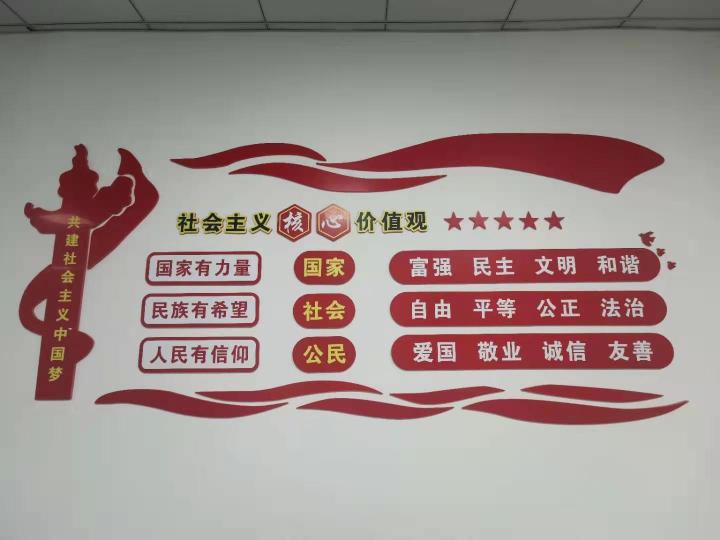 共建社会主义中国梦
社会主义核心价值观
国家有力量 国家 富强 民主 文明 和谐
民族有希望 社会 自由 平等 公正 法治
人民有信仰 公民 爱国 敬业 诚信 友善